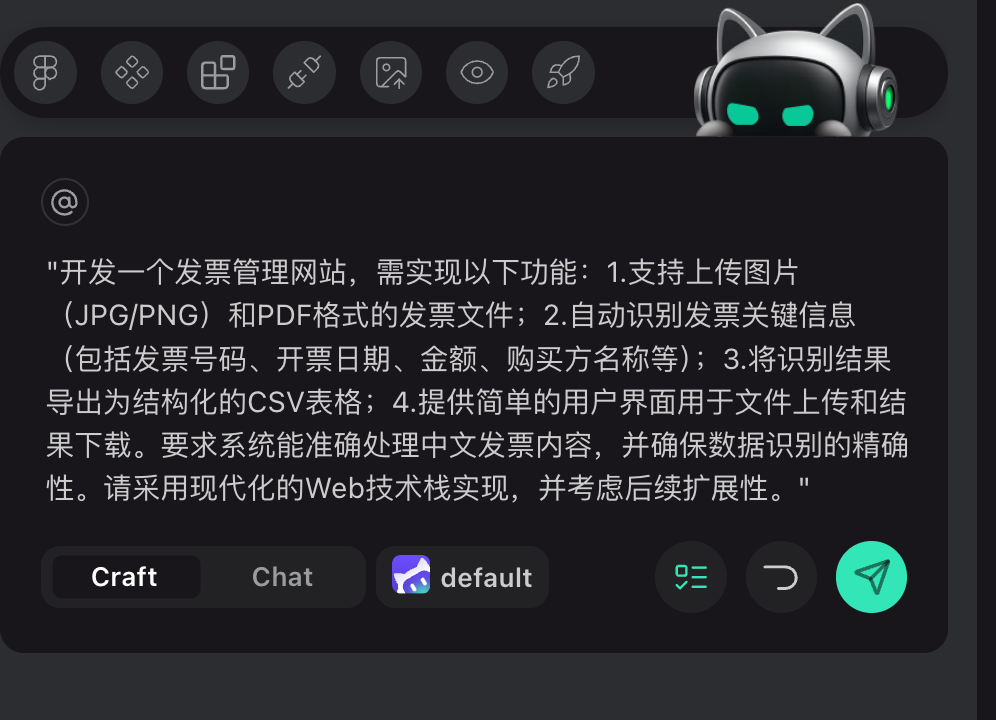 @
"开发一个发票管理网站，需实现以下功能：1.支持上传图片
（JPG/PNG）和PDF格式的发票文件；2.自动识别发票关键信息
（包括发票号码、开票日期、金额、购买方名称等）；3.将识别结果
导出为结构化的CSV表格；4.提供简单的用户界面用于文件上传和结
果下载。要求系统能准确处理中文发票内容，并确保数据识别的精确
性。请采用现代化的Web技术栈实现，并考虑后续扩展性。"
Craft Chat default